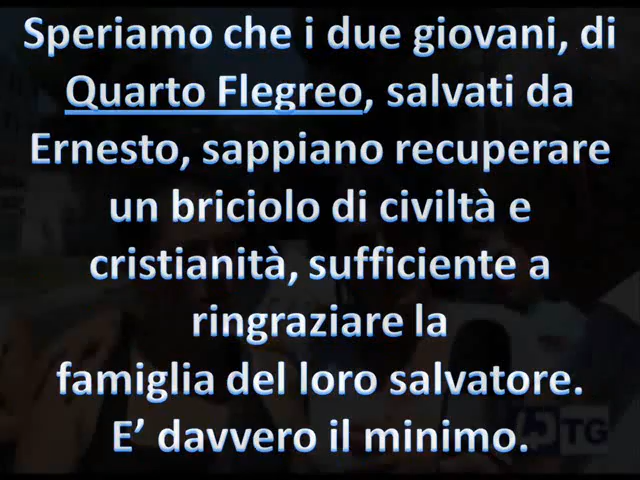 Speriamo che i due giovani, di
Quarto Flegreo, salvati da
Ernesto, sappiano recuperare
un briciolo di civiltà e
cristianità, sufficiente a
ringraziare la
famiglia del loro salvatore.
E’ davvero il minimo.
TG